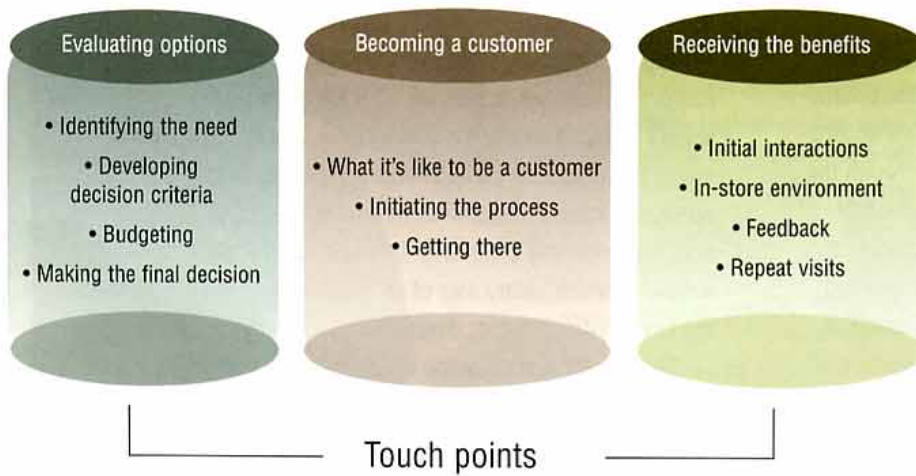 Evaluating options
• Identifying the need
• Developing
decision criteria
• Budgeting
• Making the final decision
Becoming a customer
• What it's like to be a customer
• Initiating the process
• Getting there
Receiving the benefits
• Initial interactions
• In-store environment
• Feedback
• Repeat visits
Touch points